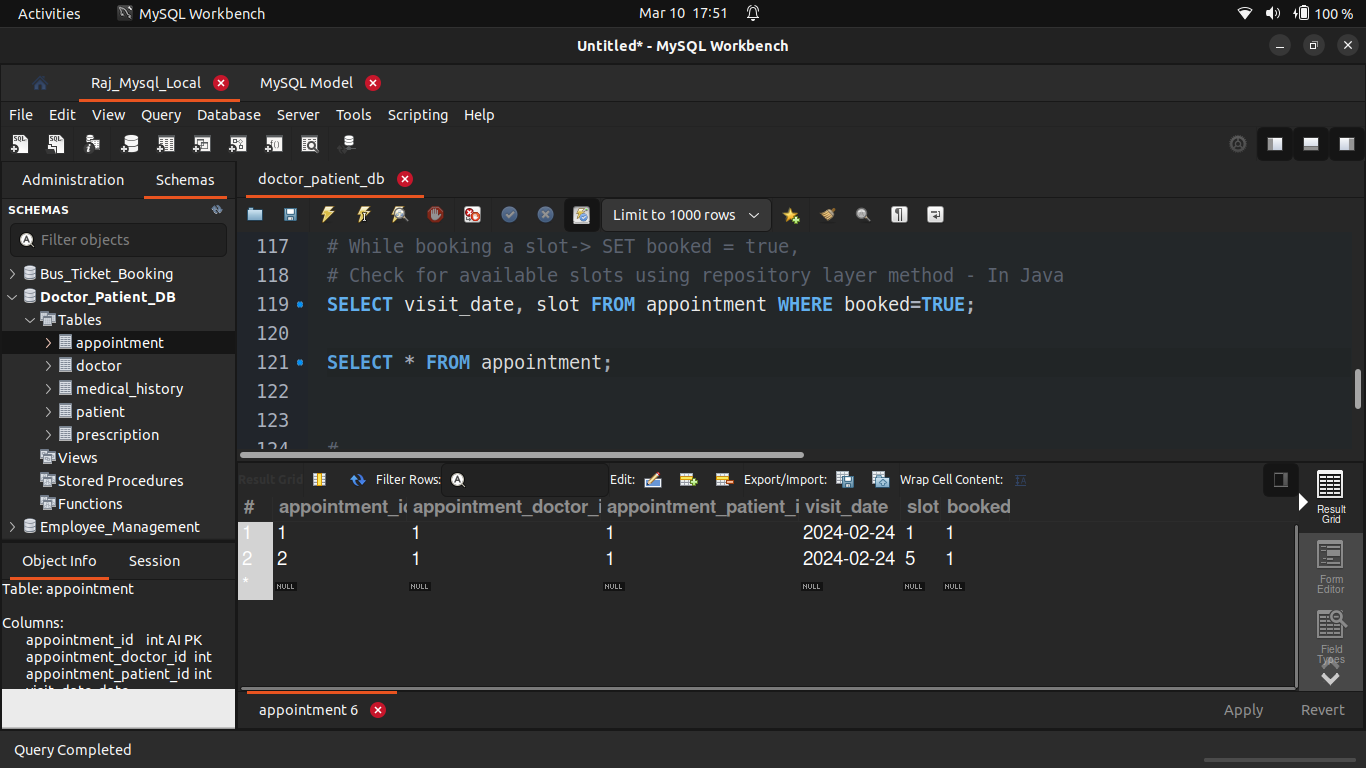 Activities MySQL Workbench Mar 10 17:51 100 %
Untitled* - MySQL Workbench
Raj_Mysql_Local MySQL Model
File Edit View Query Database Server Tools Scripting Help
Administration Schemas
doctor_patient_db
SCHEMAS
Filter objects
Bus_Ticket_Booking
Doctor_Patient_DB
Tables
appointment
doctor
medical_history
patient
prescription
Views
Stored Procedures
Functions
Employee_Management
Limit to 1000 rows
117 # While booking a slot-> SET booked = true,
118 # Check for available slots using repository layer method - In Java
119 SELECT visit_date, slot FROM appointment WHERE booked=TRUE;
120
121 SELECT * FROM appointment;
122
123
124 #
Result Grid Filter Rows: Edit: Export/Import: Wrap Cell Content:
# appointment_id appointment_doctor_i appointment_patient_i visit_date slot booked
1 1 1 1 2024-02-24 1 1
2 2 1 1 2024-02-24 5 1
* NULL NULL NULL NULL NULL NULL
Result
Grid
Form
Editor
Field
Types
Object Info Session
Table: appointment
Columns:
appointment_id int AI PK
appointment_doctor_id int
appointment_patient_id int
visit_date date
appointment 6 Apply Revert
Query Completed